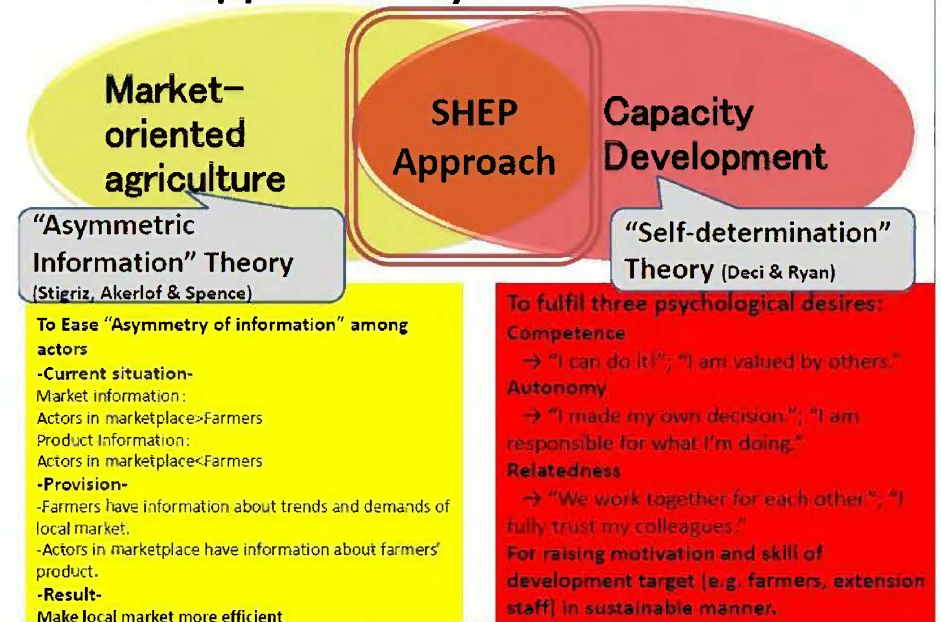 Market-
oriented
agriculture
SHEP
Approach
Capacity
Development
"Asymmetric
Information" Theory
(Stigriz, Akerlof & Spence)
"Self-determination"
Theory (Deci & Ryan)
To Ease "Asymmetry of information" among
actors
-Current situation-
Market information:
Actors in marketplace>Farmers
Product Information:
Actors in marketplace<Farmers
-Provision-
-Farmers have information about trends and demands of
local market.
-Actors in marketplace have information about farmers'
product.
-Result-
Make local market more efficient
To fulfil three psychological desires:
Competence
→ "I can do it!"; "I am valued by others."
Autonomy
→ "I made my own decision."; "I am
responsible for what I'm doing."
Relatedness
→ "We work together for each other."; "I
fully trust my colleagues."
For raising motivation and skill of
development target (e.g. farmers, extension
staff) in sustainable manner.